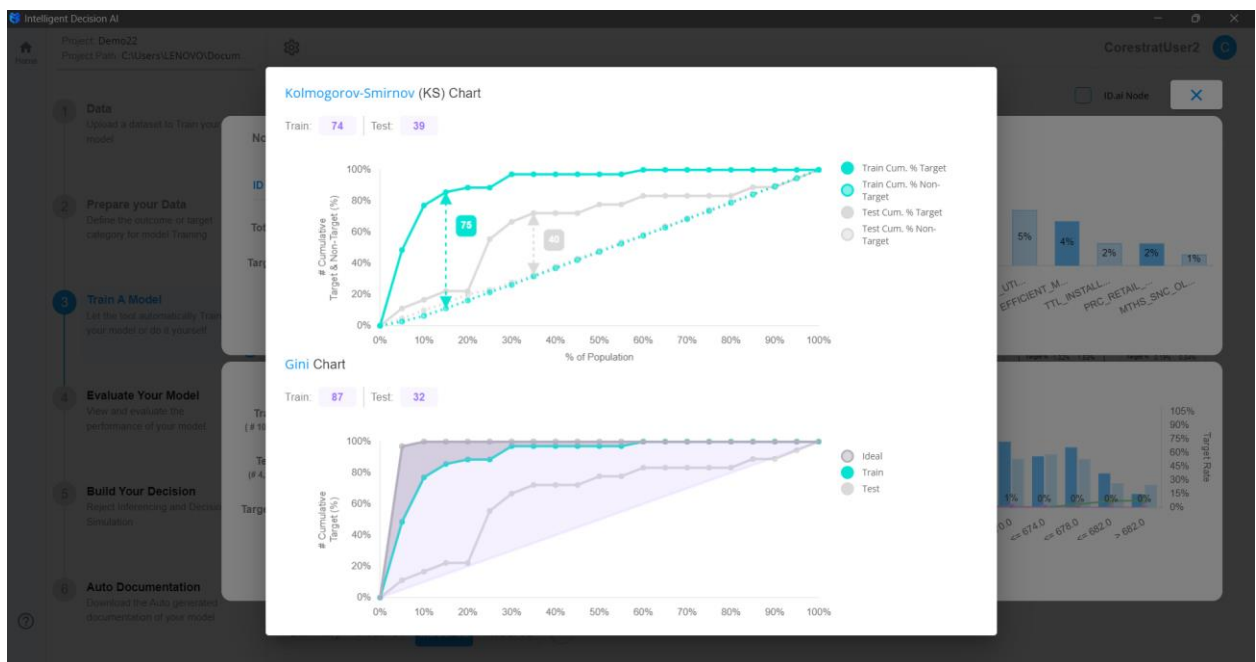 Intelligent Decision AI
Project: Demo22
Project Path: C:\Users\LENOVO\Docum...
Home
CorestratUser2
C
ID.ai Node
1
Data
Upload a dataset to Train your
model
2
Prepare your Data
Define the outcome or target
category for model Training
3
Train A Model
Let the tool automatically Train
your model or do it yourself
4
Evaluate Your Model
View and evaluate the
performance of your model.
5
Build Your Decision
Reject Inferencing and Decision
Simulation
6
Auto Documentation
Download the Auto generated
documentation of your model
Kolmogorov-Smirnov (KS) Chart
Train: 74 Test: 39
100%
80%
60%
40%
20%
0%
# Cumulative
Target & Non-Target (%)
75
40
0% 10% 20% 30% 40% 50% 60% 70% 80% 90% 100%
% of Population
Train Cum. % Target
Train Cum. % Non-
Target
Test Cum. % Target
Test Cum. % Non-
Target
Gini Chart
Train: 87 Test: 32
100%
80%
60%
40%
20%
0%
# Cumulative
Target (%)
0% 10% 20% 30% 40% 50% 60% 70% 80% 90% 100%
Ideal
Train
Test
5% 4% 2% 2% 1%
_UTI...
EFFICIENT_M...
TTL_INSTALL...
PRC_RETAIL_...
MTHS_SNC_OL...
105%
90%
75%
60%
45%
30%
15%
0%
Target Rate
1% 0% 0% 0% 0%
<= 674.0
<= 678.0
<= 682.0
> 682.0